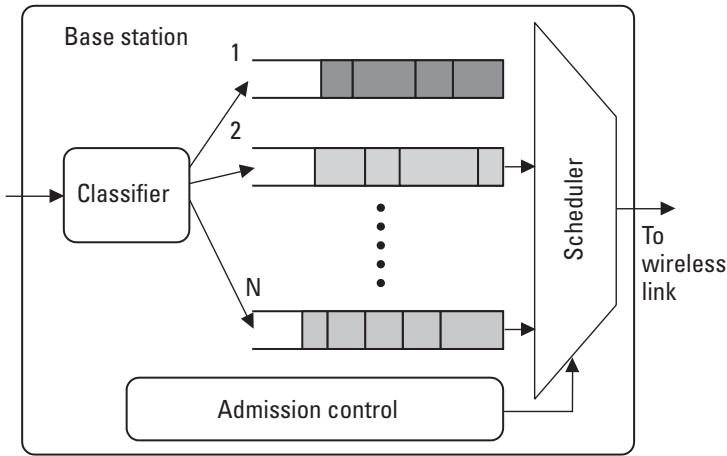 Base station
1
2
N
Classifier
Scheduler
To
wireless
link
Admission control